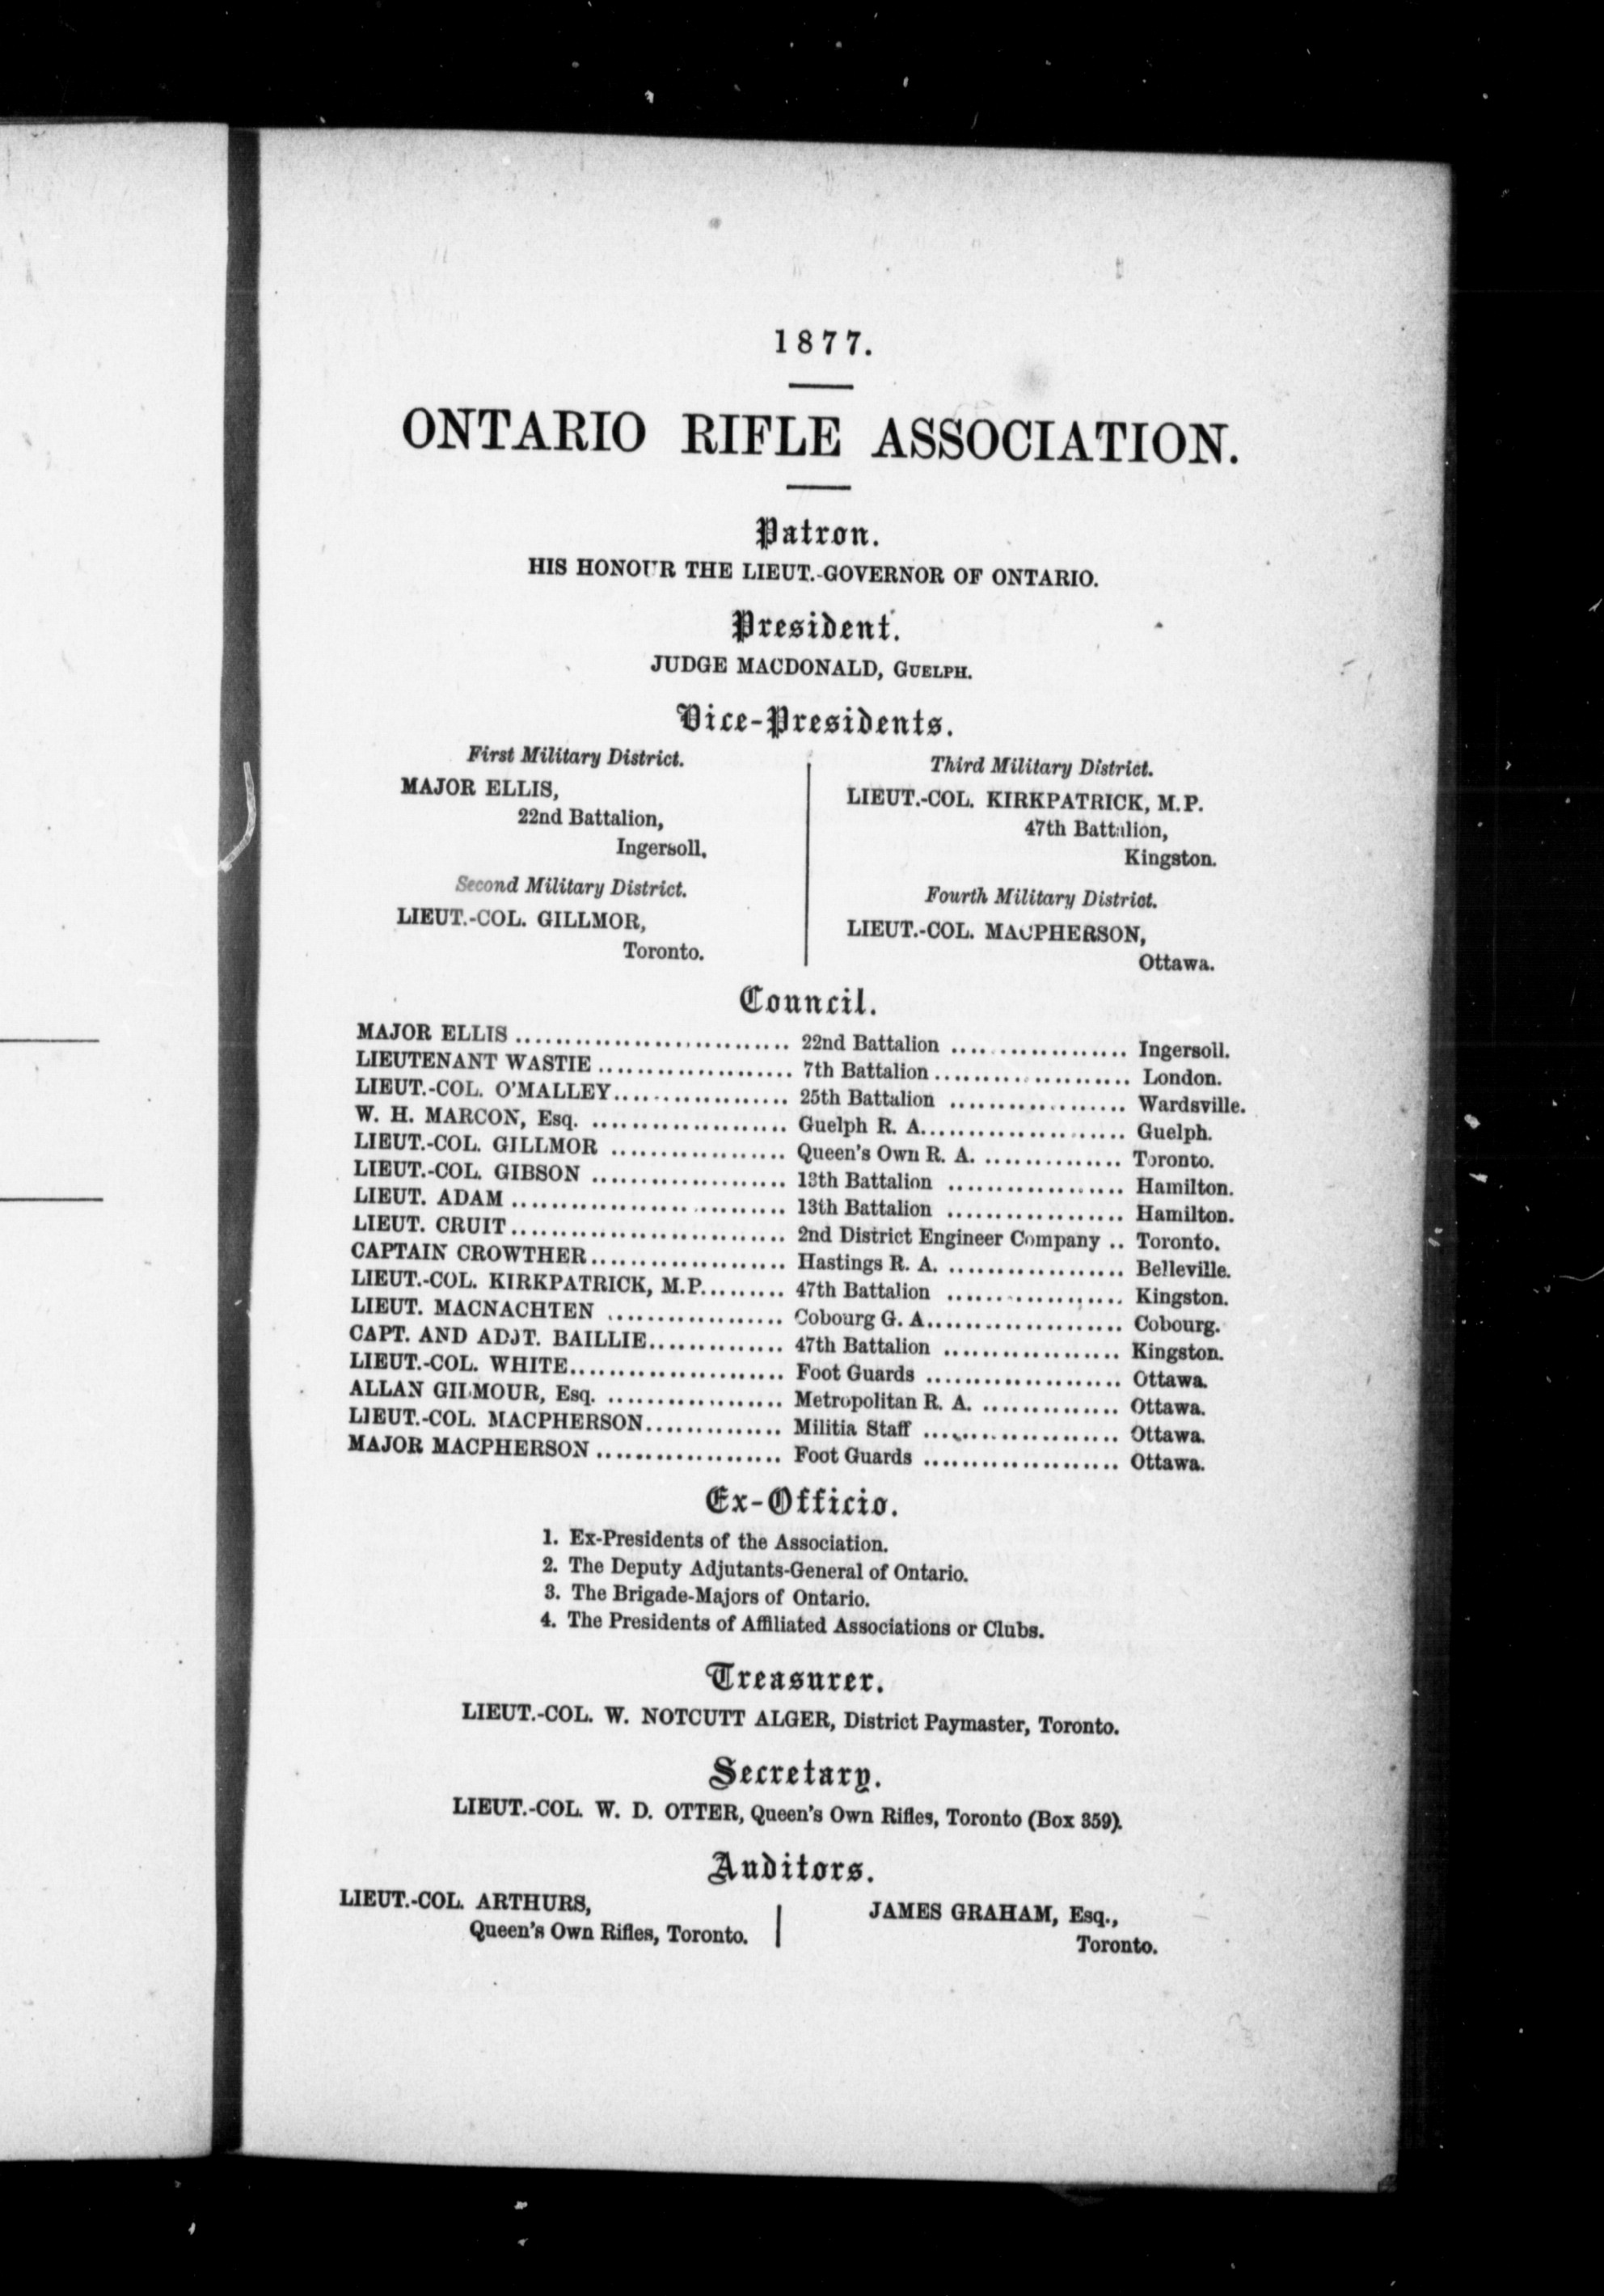 1877.
ONTARIO RIFLE ASSOCIATION.
Patron.
HIS HONOUR THE LIEUT.-GOVERNOR OF ONTARIO.
President.
JUDGE MACDONALD, GUELPH.
Vice-Presidents.
First Military District.
MAJOR ELLIS,
22nd Battalion,
Ingersoll.
Second Military District.
LIEUT.-COL. GILLMOR,
Toronto.
Third Military District.
LIEUT.-COL. KIRKPATRICK, M.P.
47th Battalion,
Kingston.
Fourth Military District.
LIEUT.-COL. MACPHERSON,
Ottawa.
Council.
MAJOR ELLIS ............................ 22nd Battalion .................. Ingersoll.
LIEUTENANT WASTIE .................... 7th Battalion .................... London.
LIEUT.-COL. O'MALLEY.................. 25th Battalion .................. Wardsville.
W. H. MARCON, Esq. .................... Guelph R. A..................... Guelph.
LIEUT.-COL. GILLMOR .................. Queen's Own R. A. .............. Toronto.
LIEUT.-COL. GIBSON .................... 13th Battalion .................. Hamilton.
LIEUT. ADAM ............................ 13th Battalion .................. Hamilton.
LIEUT. CRUIT............................ 2nd District Engineer Company .. Toronto.
CAPTAIN CROWTHER.................... Hastings R. A. .................. Belleville.
LIEUT.-COL. KIRKPATRICK, M.P......... 47th Battalion .................. Kingston.
LIEUT. MACNACHTEN .................. Cobourg G. A.................... Cobourg.
CAPT. AND ADJT. BAILLIE.............. 47th Battalion .................. Kingston.
LIEUT.-COL. WHITE...................... Foot Guards .................... Ottawa.
ALLAN GILMOUR, Esq. .................. Metropolitan R. A. .............. Ottawa.
LIEUT.-COL. MACPHERSON.............. Militia Staff .................... Ottawa.
MAJOR MACPHERSON ................... Foot Guards .................... Ottawa.
Ex-Officio.
1. Ex-Presidents of the Association.
2. The Deputy Adjutants-General of Ontario.
3. The Brigade-Majors of Ontario.
4. The Presidents of Affiliated Associations or Clubs.
Treasurer.
LIEUT.-COL. W. NOTCUTT ALGER, District Paymaster, Toronto.
Secretary.
LIEUT.-COL. W. D. OTTER, Queen's Own Rifles, Toronto (Box 359).
Auditors.
LIEUT.-COL. ARTHURS,
Queen's Own Rifles, Toronto.
JAMES GRAHAM, Esq.,
Toronto.